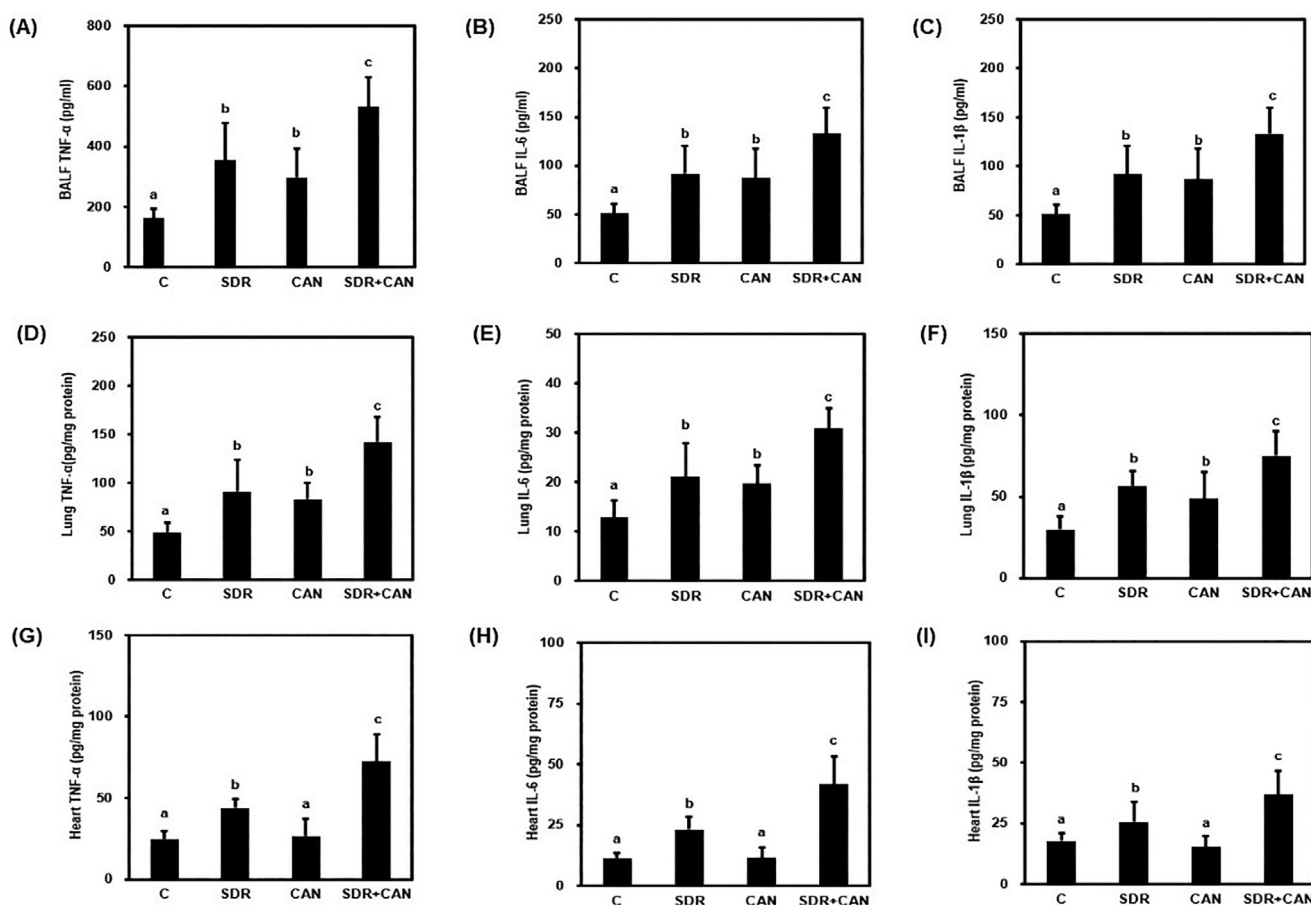 (A)
BALF TNF-α (pg/ml)
800
600
400
200
0
a
b
b
c
C SDR CAN SDR+CAN
(B)
BALF IL-6 (pg/ml)
250
200
150
100
50
0
a
b
b
c
C SDR CAN SDR+CAN
(C)
BALF IL-1β (pg/ml)
250
200
150
100
50
0
a
b
b
c
C SDR CAN SDR+CAN
(D)
Lung TNF-α(pg/mg protein)
250
200
150
100
50
0
a
b
b
c
C SDR CAN SDR+CAN
(E)
Lung IL-6 (pg/mg protein)
50
40
30
20
10
0
a
b
b
c
C SDR CAN SDR+CAN
(F)
Lung IL-1β (pg/mg protein)
150
100
50
0
a
b
b
c
C SDR CAN SDR+CAN
(G)
Heart TNF-α (pg/mg protein)
150
100
50
0
a
b
a
c
C SDR CAN SDR+CAN
(H)
Heart IL-6 (pg/mg protein)
100
75
50
25
0
a
b
a
c
C SDR CAN SDR+CAN
(I)
Heart IL-1β (pg/mg protein)
100
75
50
25
0
a
b
a
c
C SDR CAN SDR+CAN